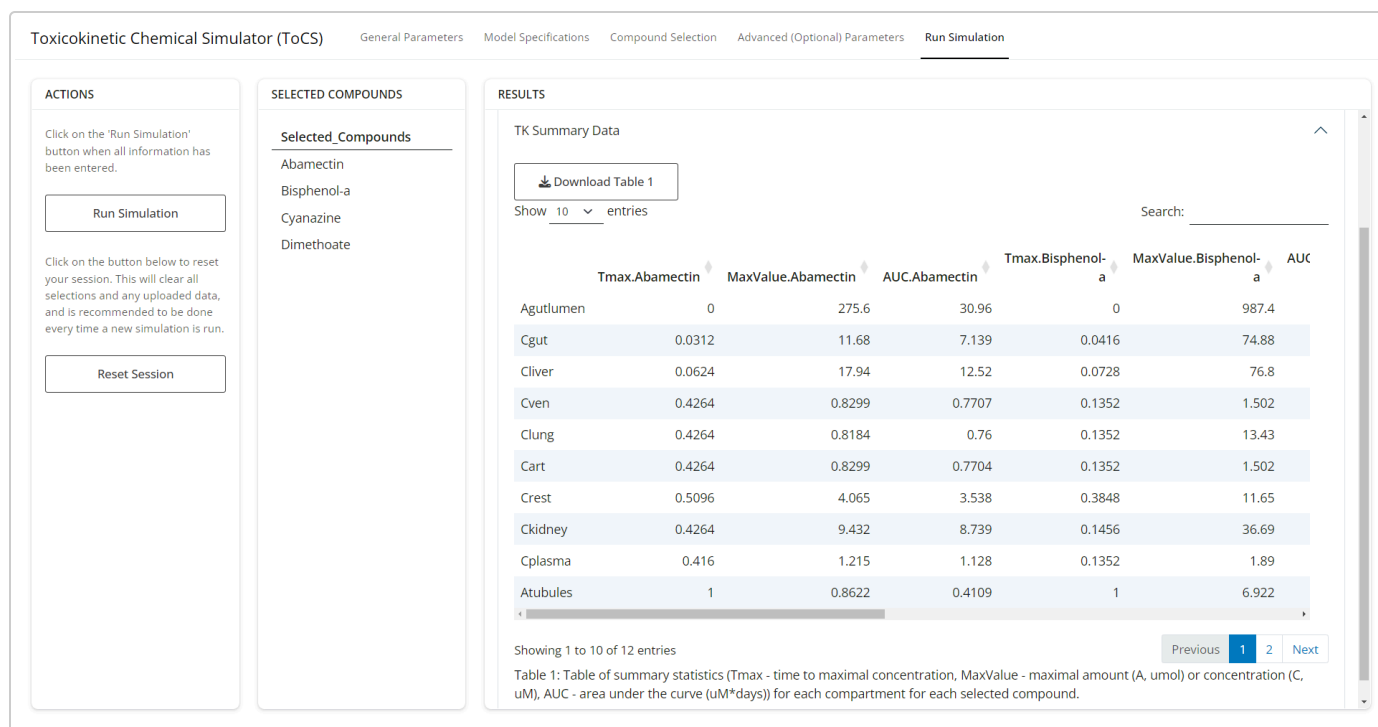 Toxicokinetic Chemical Simulator (ToCS) General Parameters Model Specifications Compound Selection Advanced (Optional) Parameters Run Simulation
ACTIONS
Click on the 'Run Simulation'
button when all information has
been entered.
Run Simulation
Click on the button below to reset
your session. This will clear all
selections and any uploaded data,
and is recommended to be done
every time a new simulation is run.
Reset Session
SELECTED COMPOUNDS
Selected_Compounds
Abamectin
Bisphenol-a
Cyanazine
Dimethoate
RESULTS
TK Summary Data
Download Table 1
Show 10 entries
Search:
Tmax.Abamectin MaxValue.Abamectin AUC.Abamectin Tmax.Bisphenol-a MaxValue.Bisphenol-a AUC
Agutlumen 0 275.6 30.96 0 987.4
Cgut 0.0312 11.68 7.139 0.0416 74.88
Cliver 0.0624 17.94 12.52 0.0728 76.8
Cven 0.4264 0.8299 0.7707 0.1352 1.502
Clung 0.4264 0.8184 0.76 0.1352 13.43
Cart 0.4264 0.8299 0.7704 0.1352 1.502
Crest 0.5096 4.065 3.538 0.3848 11.65
Ckidney 0.4264 9.432 8.739 0.1456 36.69
Cplasma 0.416 1.215 1.128 0.1352 1.89
Atubules 1 0.8622 0.4109 1 6.922
Showing 1 to 10 of 12 entries
Previous 1 2 Next
Table 1: Table of summary statistics (Tmax - time to maximal concentration, MaxValue - maximal amount (A, umol) or concentration (C,
uM), AUC - area under the curve (uM*days)) for each compartment for each selected compound.